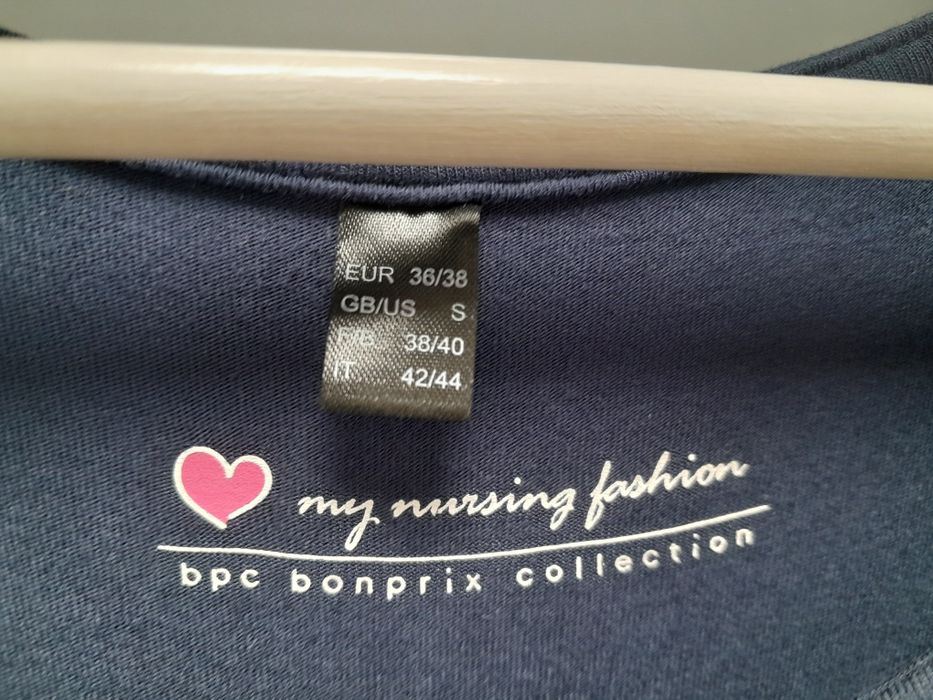 EUR 36/38
GB/US S
F/B 38/40
IT 42/44
my nursing fashion
bpc bonprix collection